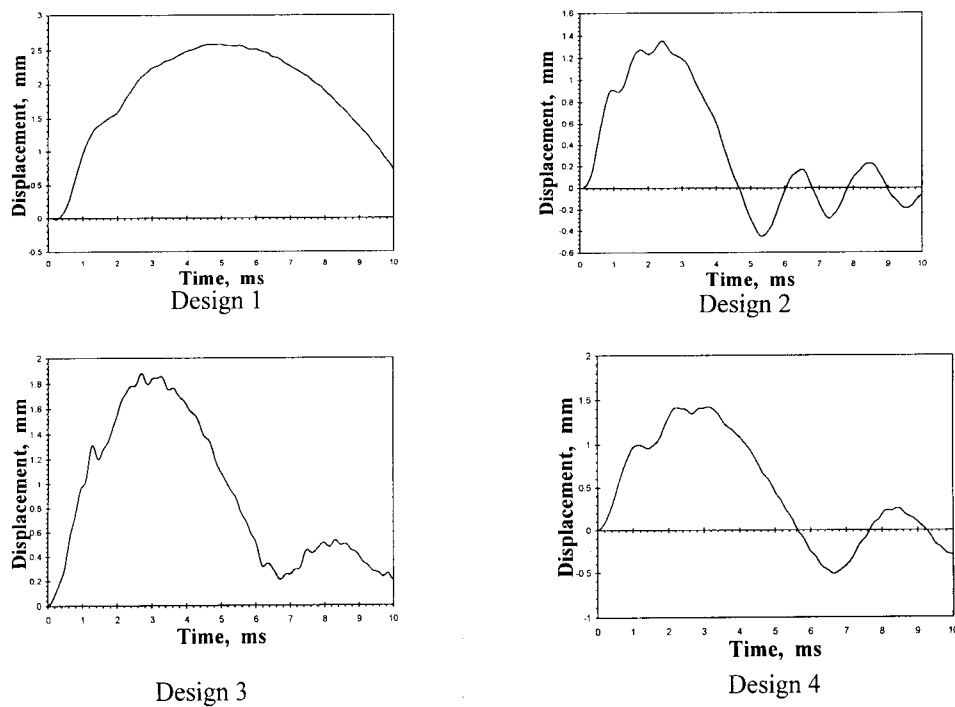 Displacement, mm
3
2.5
2
1.5
1
0.5
0
-0.5
0 1 2 3 4 5 6 7 8 9 10
Time, ms
Design 1
Displacement, mm
1.6
1.4
1.2
1
0.8
0.6
0.4
0.2
0
-0.2
-0.4
-0.6
0 1 2 3 4 5 6 7 8 9 10
Time, ms
Design 2
Displacement, mm
2
1.8
1.6
1.4
1.2
1
0.8
0.6
0.4
0.2
0
0 1 2 3 4 5 6 7 8 9 10
Time, ms
Design 3
Displacement, mm
2
1.5
1
0.5
0
-0.5
-1
0 1 2 3 4 5 6 7 8 9 10
Time, ms
Design 4